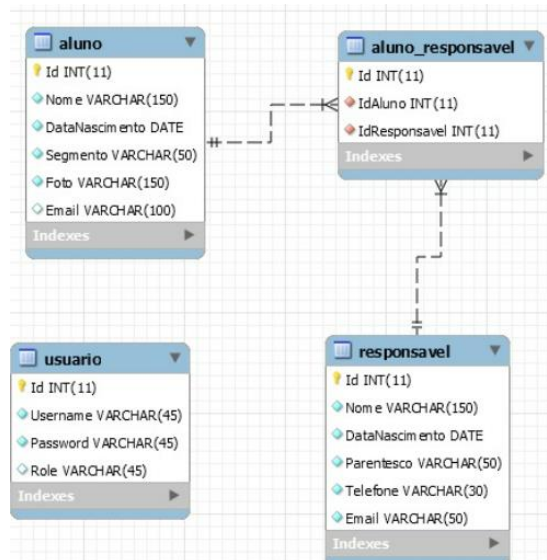 aluno
Id INT(11)
Nome VARCHAR(150)
DataNascimento DATE
Segmento VARCHAR(50)
Foto VARCHAR(150)
Email VARCHAR(100)
Indexes
aluno_responsavel
Id INT(11)
IdAluno INT(11)
IdResponsavel INT(11)
Indexes
usuario
Id INT(11)
Username VARCHAR(45)
Password VARCHAR(45)
Role VARCHAR(45)
Indexes
responsavel
Id INT(11)
Nome VARCHAR(150)
DataNascimento DATE
Parentesco VARCHAR(50)
Telefone VARCHAR(30)
Email VARCHAR(50)
Indexes